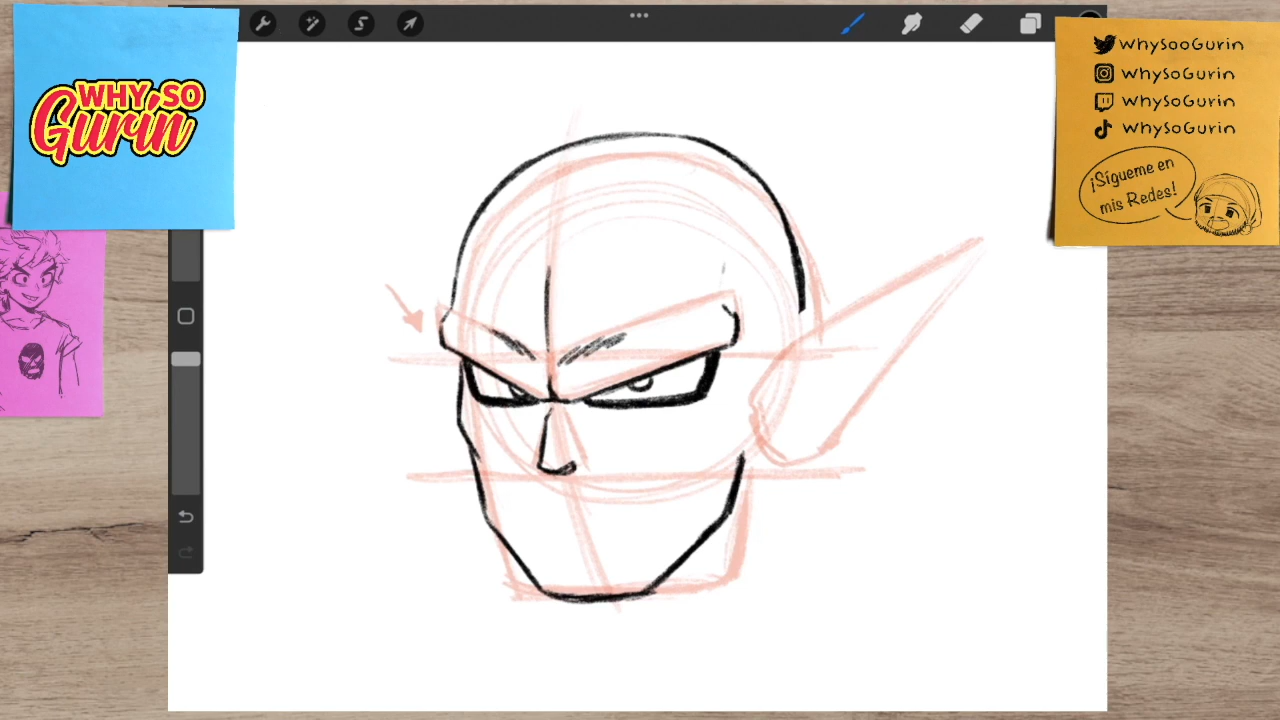 WHY SO
Gurin
WhySooGurin
WhySoGurin
WhySoGurin
WhySoGurin
¡Sígueme en
mis Redes!